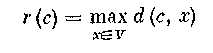 r (c) = max d (c, x)
x∈V